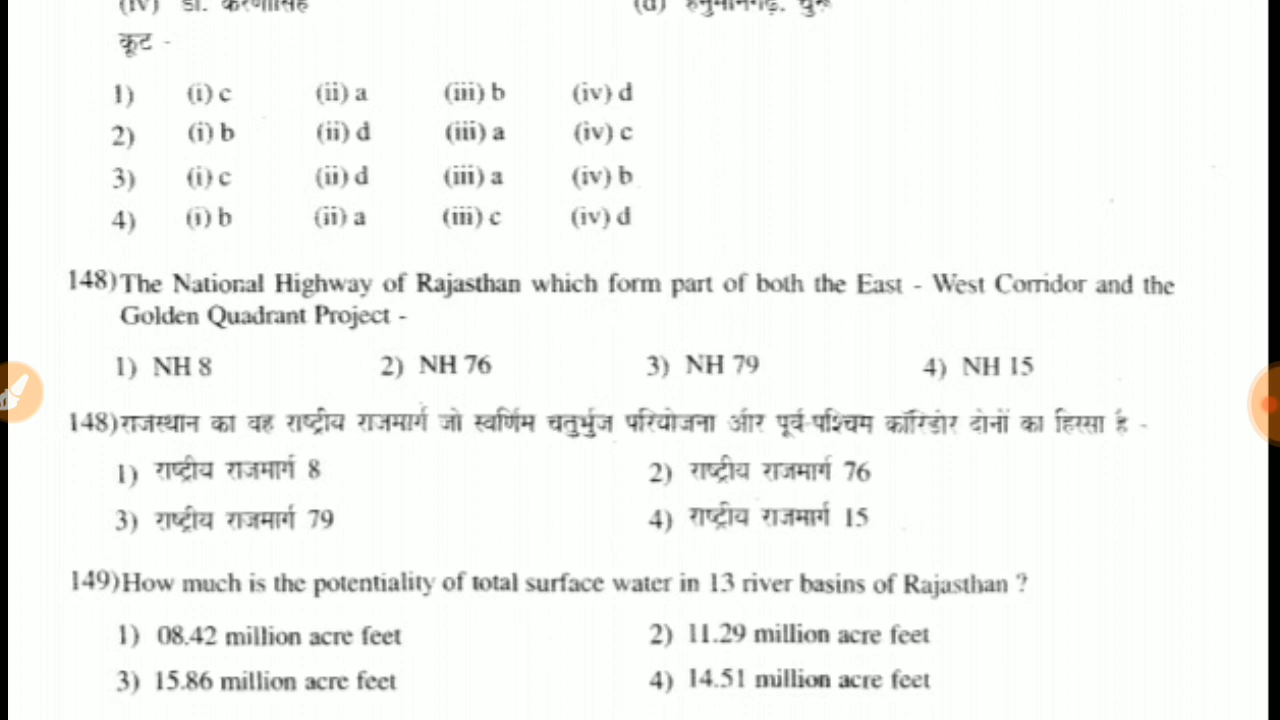 (iv) डॉ. करणीसिंह (d) हनुमानगढ़, चुरू
कूट -
1) (i) c (ii) a (iii) b (iv) d
2) (i) b (ii) d (iii) a (iv) c
3) (i) c (ii) d (iii) a (iv) b
4) (i) b (ii) a (iii) c (iv) d
148) The National Highway of Rajasthan which form part of both the East - West Corridor and the
Golden Quadrant Project -
1) NH 8 2) NH 76 3) NH 79 4) NH 15
148) राजस्थान का वह राष्ट्रीय राजमार्ग जो स्वर्णिम चतुर्भुज परियोजना और पूर्व-पश्चिम कॉरिडोर दोनों का हिस्सा है -
1) राष्ट्रीय राजमार्ग 8 2) राष्ट्रीय राजमार्ग 76
3) राष्ट्रीय राजमार्ग 79 4) राष्ट्रीय राजमार्ग 15
149) How much is the potentiality of total surface water in 13 river basins of Rajasthan ?
1) 08.42 million acre feet 2) 11.29 million acre feet
3) 15.86 million acre feet 4) 14.51 million acre feet